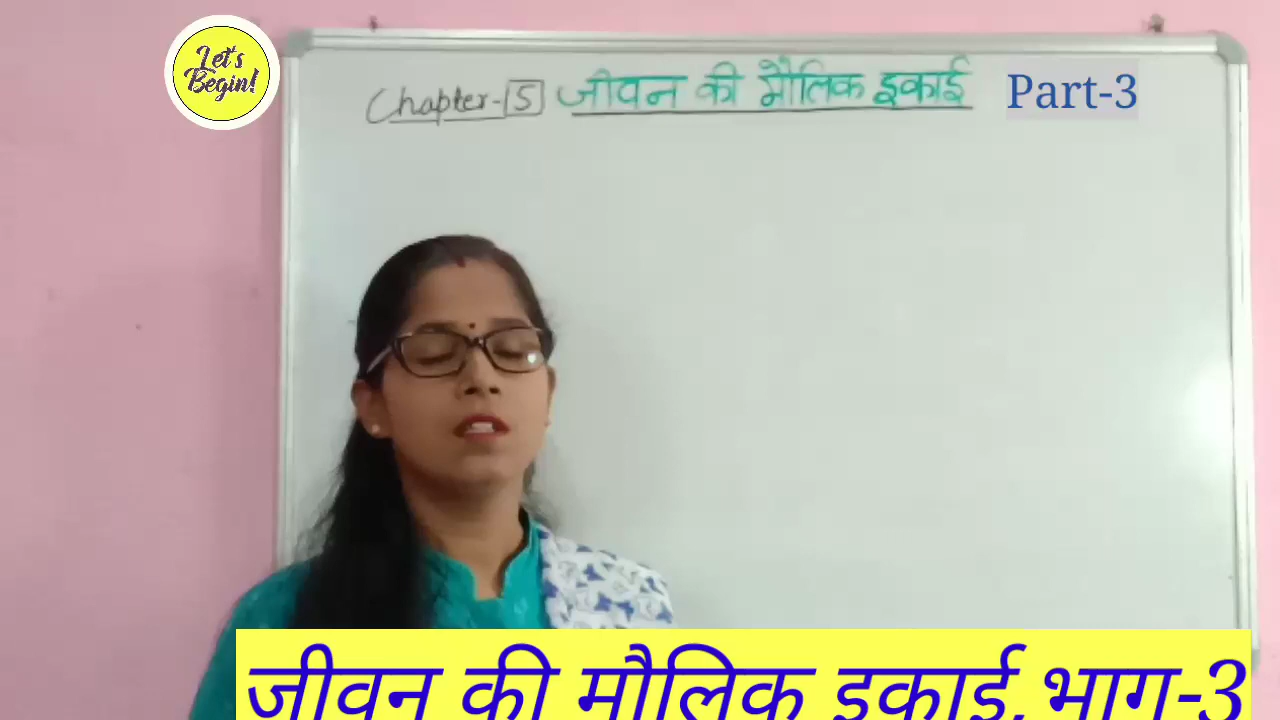 Let's
Begin!
Chapter-5 जीवन की मौलिक इकाई Part-3
जीवन की मौलिक इकाई, भाग-3